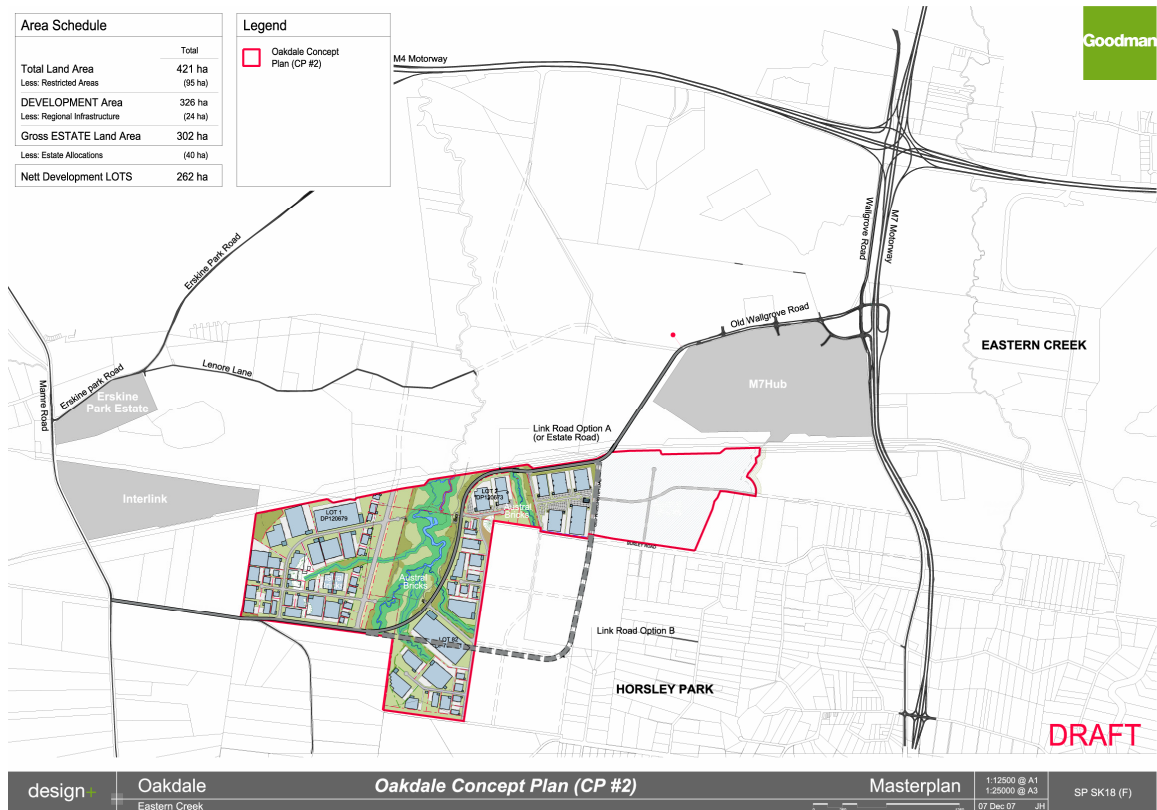 Area Schedule
Total
Total Land Area 421 ha
Less: Restricted Areas (95 ha)
DEVELOPMENT Area 326 ha
Less: Regional Infrastructure (24 ha)
Gross ESTATE Land Area 302 ha
Less: Estate Allocations (40 ha)
Nett Development LOTS 262 ha
Legend
Oakdale Concept
Plan (CP #2)
Goodman
M4 Motorway
Wallgrove Road
M7 Motorway
Erskine Park Road
Old Wallgrove Road
EASTERN CREEK
Mamre Road
Erskine park Road
Lenore Lane
M7Hub
Erskine
Park Estate
Link Road Option A
(or Estate Road)
Interlink
LOT 1
DP120679
LOT 2
DP120673
Bricks
Austral
Bricks
BURLEY ROAD
Link Road Option B
HORSLEY PARK
DRAFT
design+
Oakdale
Eastern Creek
Oakdale Concept Plan (CP #2)
Masterplan
1:12500 @ A1
1:25000 @ A3
07 Dec 07 JH
SP SK18 (F)